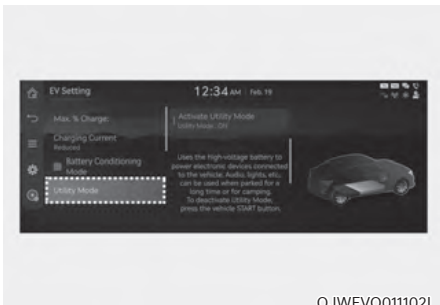 EV Setting
12:34 AM Feb. 19
Max. % Charge:
Charging Current
Reduced
Battery Conditioning
Mode
Utility Mode
Activate Utility Mode
Utility Mode: ON
Uses the high-voltage battery to
power electronic devices connected
to the vehicle. Audio, lights, etc.,
can be used when parked for a
long time or for camping.
To deactivate Utility Mode,
press the vehicle START button.